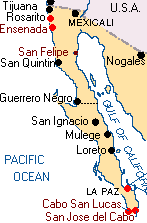 Tijuana
U.S.A.
Rosarito
MEXICALI
Ensenada
San Felipe
San Quintin
Nogales
Guerrero Negro
GULF OF CALIFORNIA
San Ignacio
Mulege
Loreto
PACIFIC
OCEAN
LA PAZ
Cabo San Lucas
San Jose del Cabo